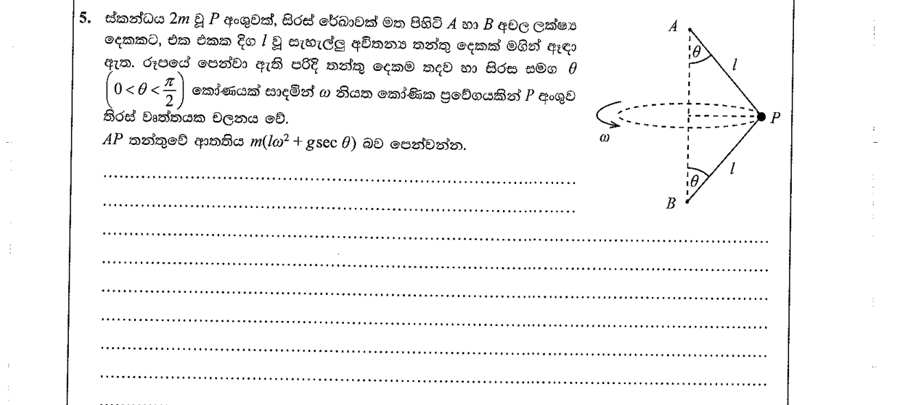 5. ස්කන්ධය 2m වූ P අංශුවක්, සිරස් රේඛාවක් මත පිහිටි A හා B අචල ලක්ෂ්‍ය
දෙකකට, එක එකක දිග l වූ සැහැල්ලු අවිතන්‍ය තන්තු දෙකක් මගින් ඈඳා
ඇත. රූපයේ පෙන්වා ඇති පරිදි තන්තු දෙකම තදව හා සිරස සමග θ
(0 < θ < π/2) කෝණයක් සාදමින් ω නියත කෝණික ප්‍රවේගයකින් P අංශුව
තිරස් වෘත්තයක චලනය වේ.
AP තන්තුවේ ආතතිය m(lω² + g sec θ) බව පෙන්වන්න.
A
θ
l
P
ω
θ
l
B